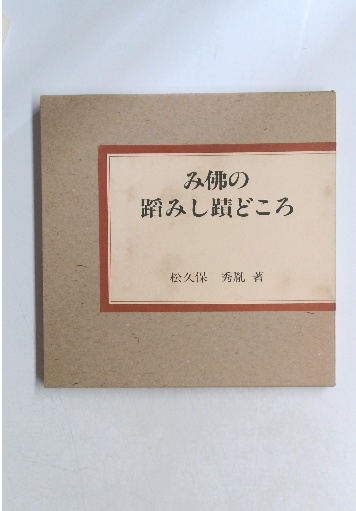 み佛の
蹈みし蹟どころ
松久保 秀胤 著